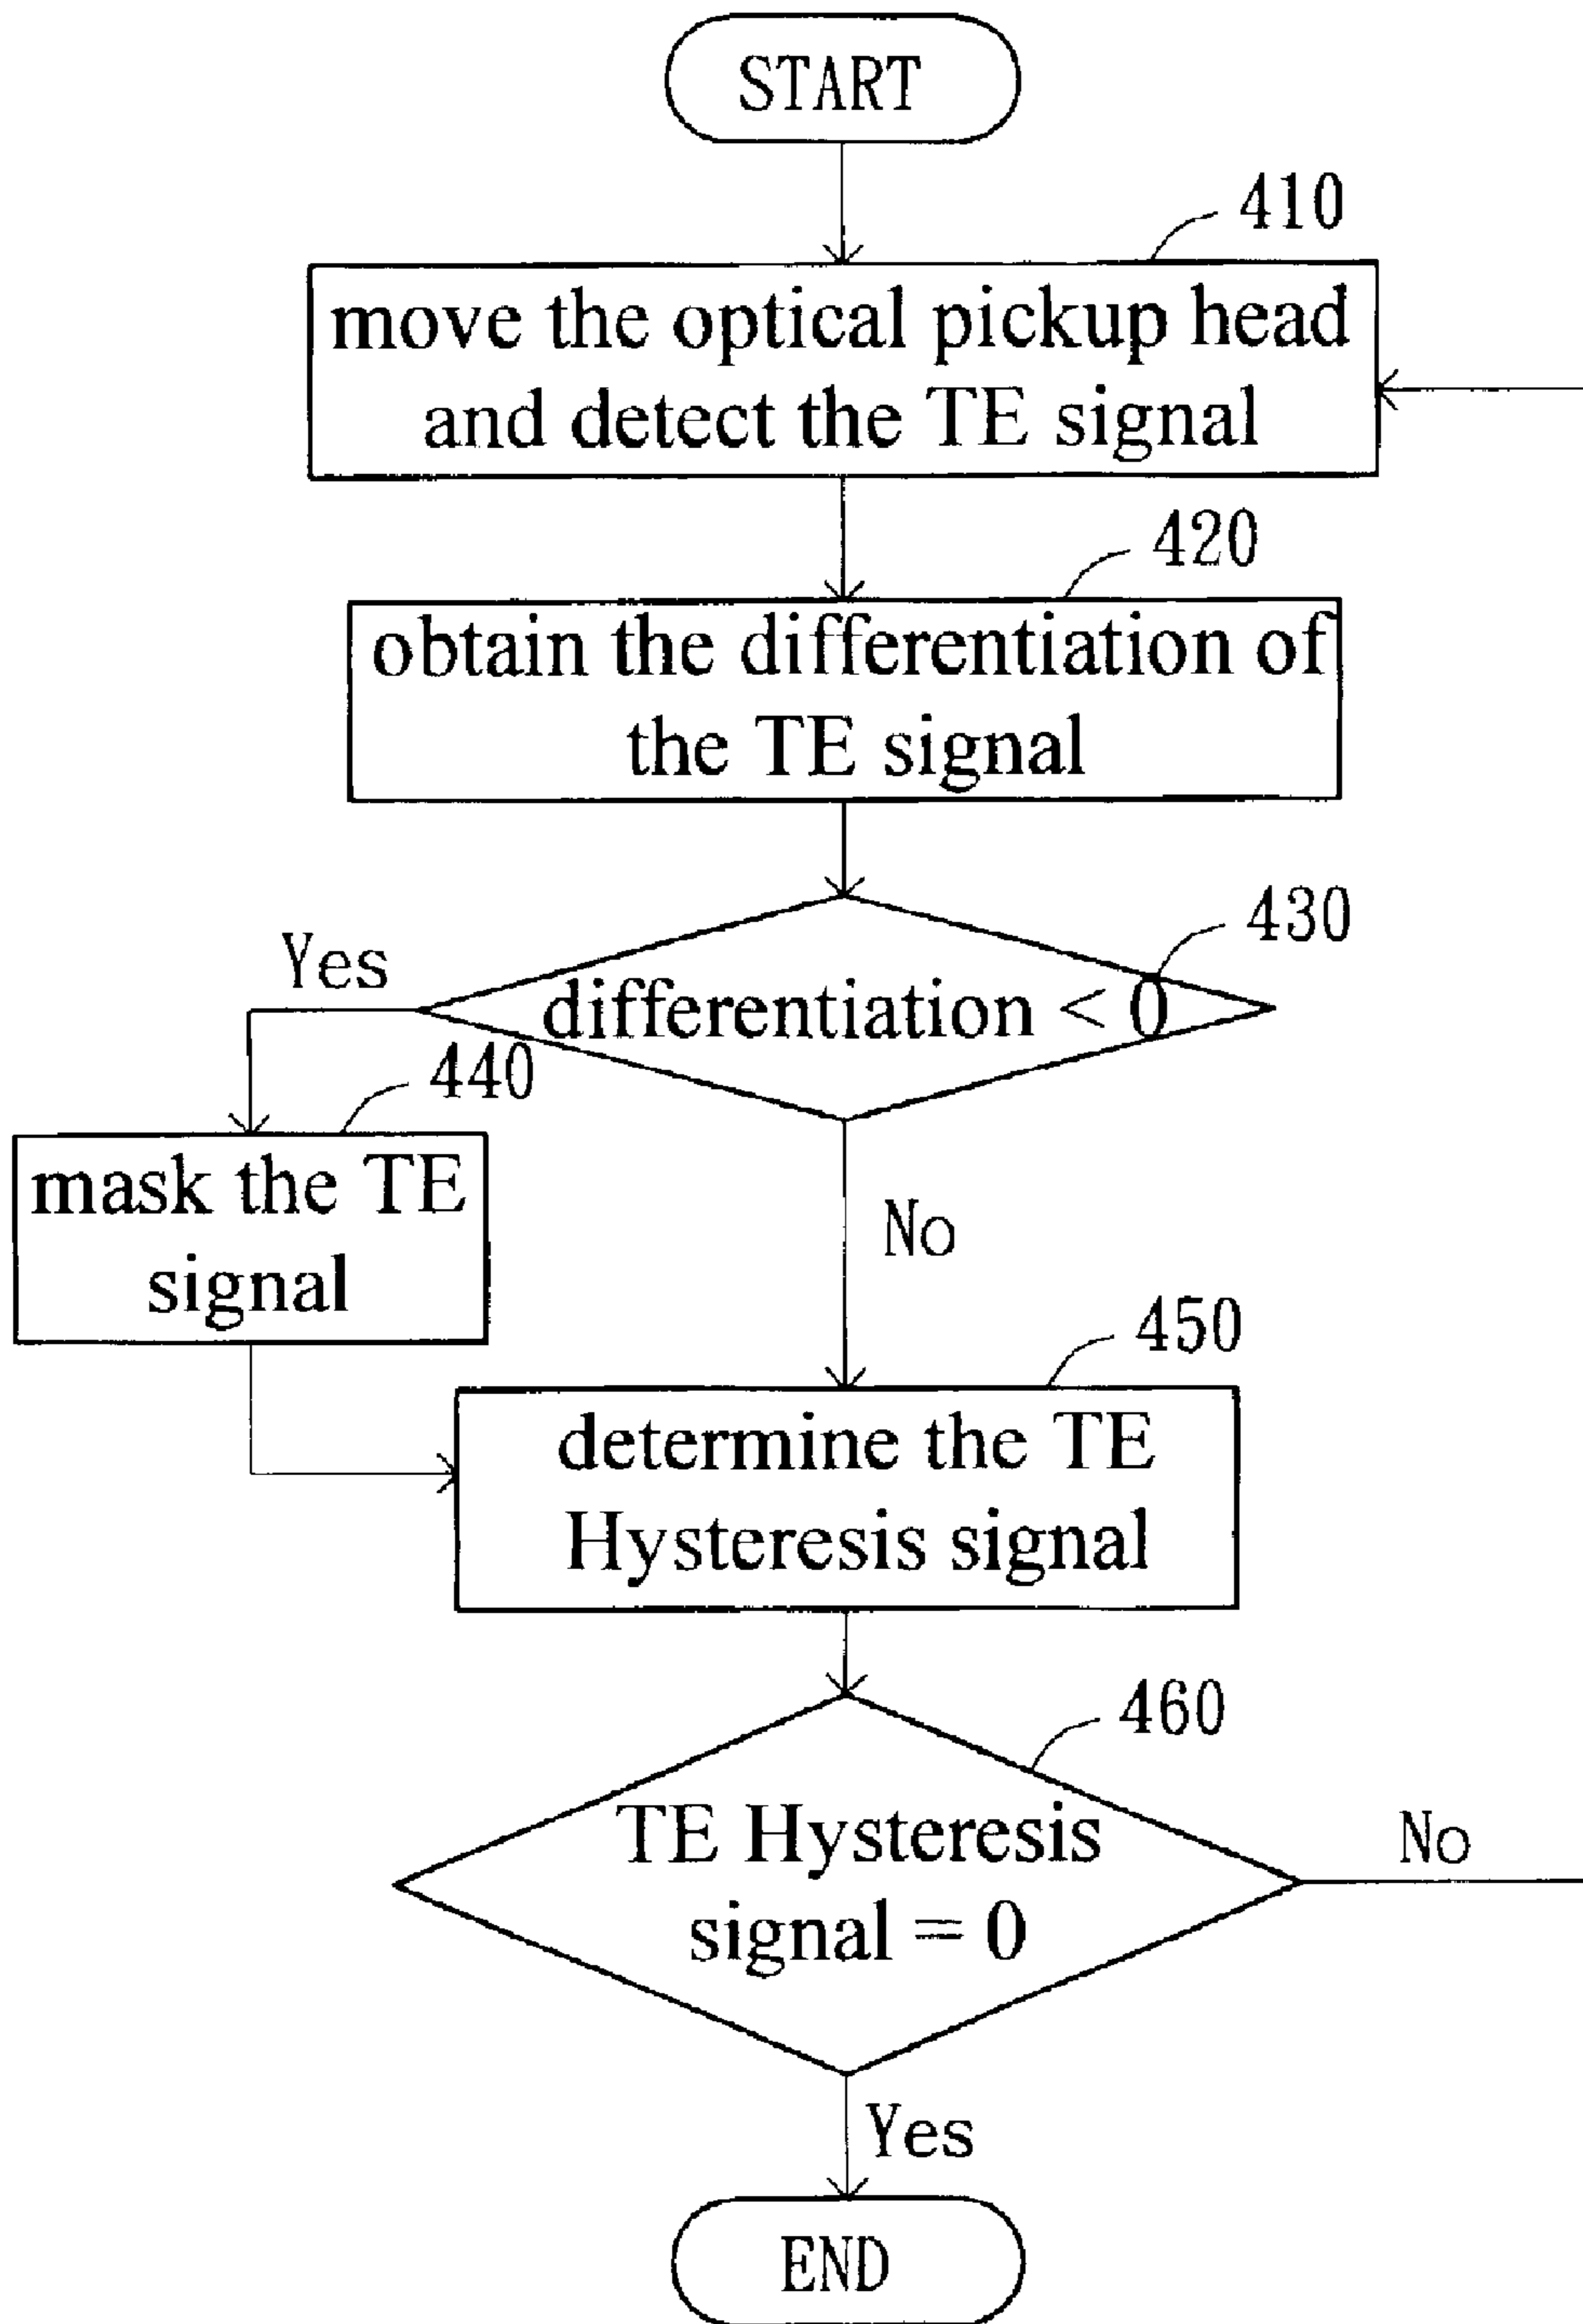 START
410
move the optical pickup head
and detect the TE signal
420
obtain the differentiation of
the TE signal
430
Yes
differentiation < 0
440
mask the TE
signal
No
450
determine the TE
Hysteresis signal
460
TE Hysteresis
signal = 0
No
Yes
END